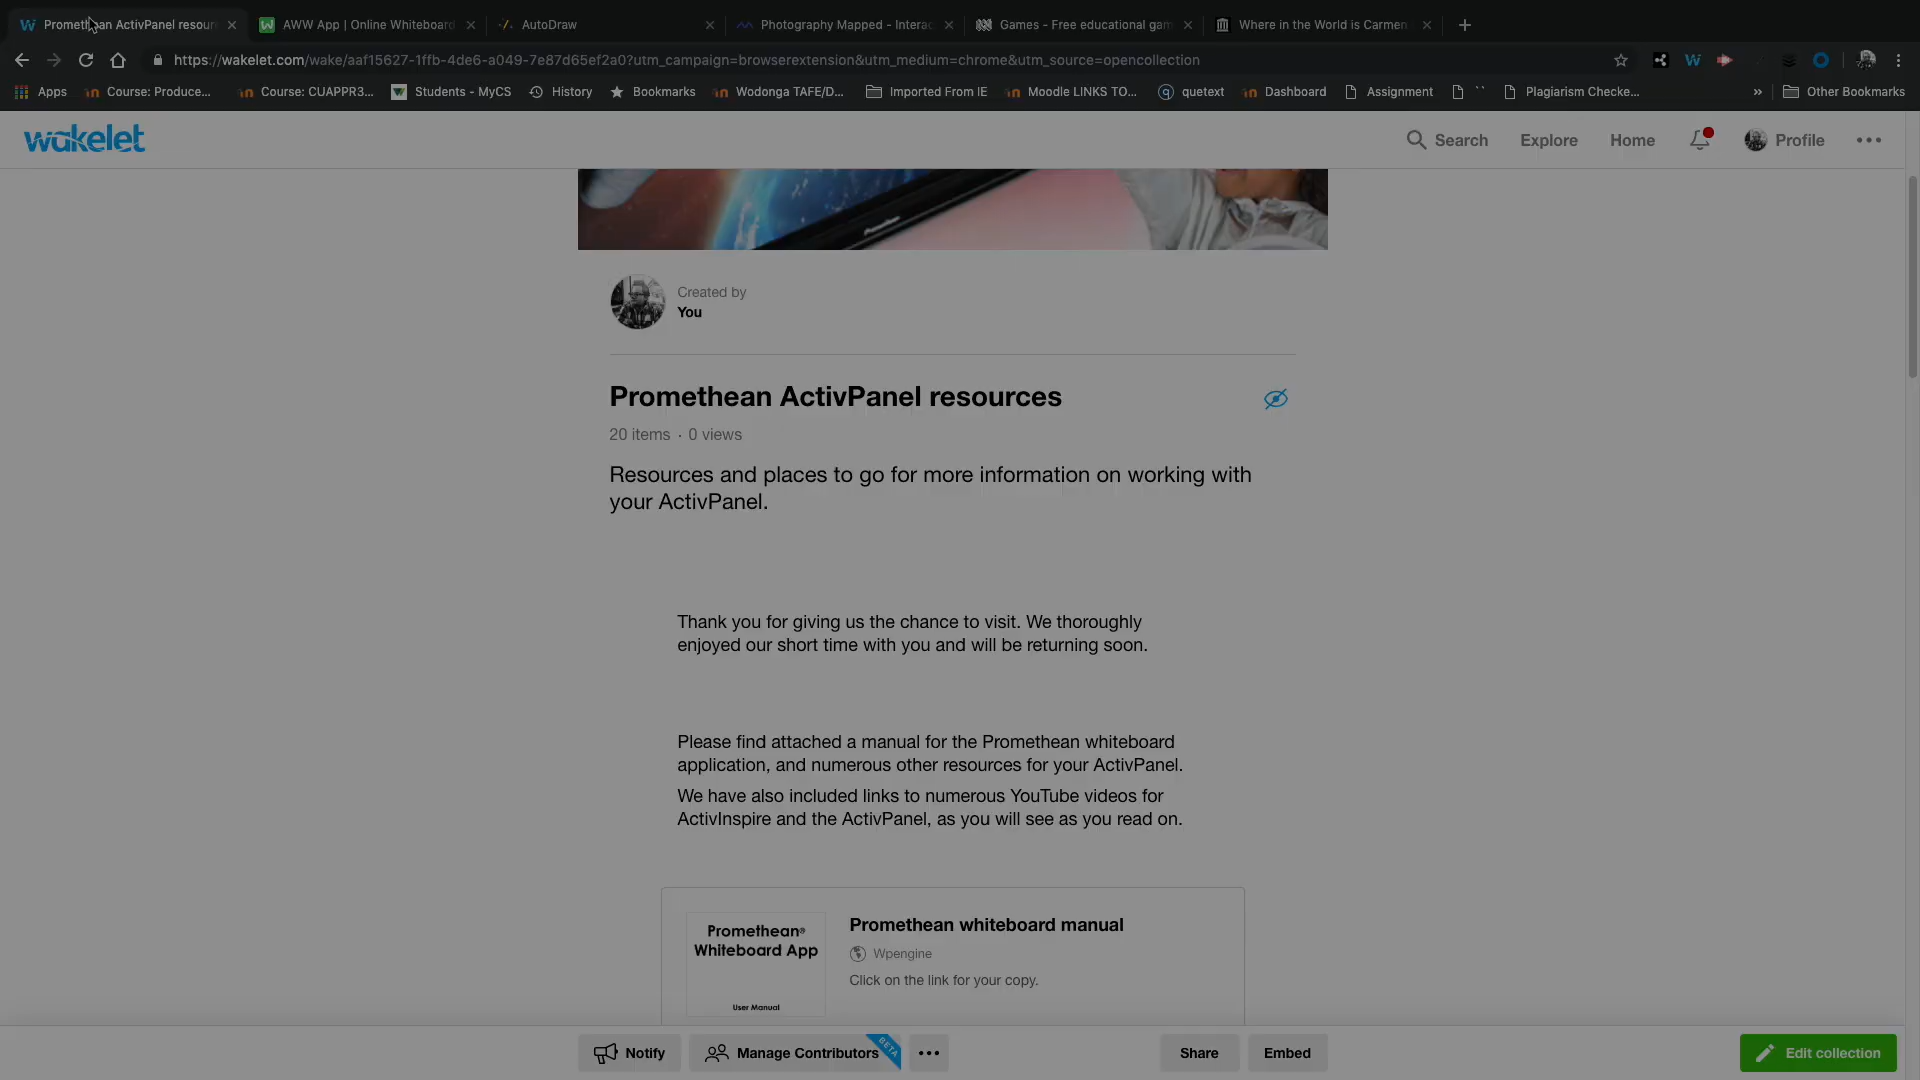 Promethean ActivPanel resour
AWW App | Online Whiteboard
AutoDraw
Photography Mapped - Interac
Games - Free educational gam
Where in the World is Carmen
https://wakelet.com/wake/aaf15627-1ffb-4de6-a049-7e87d65ef2a0?utm_campaign=browserextension&utm_medium=chrome&utm_source=opencollection
Apps
Course: Produce...
Course: CUAPPR3...
Students - MyCS
History
Bookmarks
Wodonga TAFE/D...
Imported From IE
Moodle LINKS TO...
quetext
Dashboard
Assignment
``
Plagiarism Checke...
»
Other Bookmarks
wakelet
Search
Explore
Home
Profile
Promethean
Created by
You
Promethean ActivPanel resources
20 items · 0 views
Resources and places to go for more information on working with
your ActivPanel.
Thank you for giving us the chance to visit. We thoroughly
enjoyed our short time with you and will be returning soon.
Please find attached a manual for the Promethean whiteboard
application, and numerous other resources for your ActivPanel.
We have also included links to numerous YouTube videos for
ActivInspire and the ActivPanel, as you will see as you read on.
Promethean®
Whiteboard App
User Manual
Promethean whiteboard manual
Wpengine
Click on the link for your copy.
Notify
Manage Contributors
BETA
Share
Embed
Edit collection